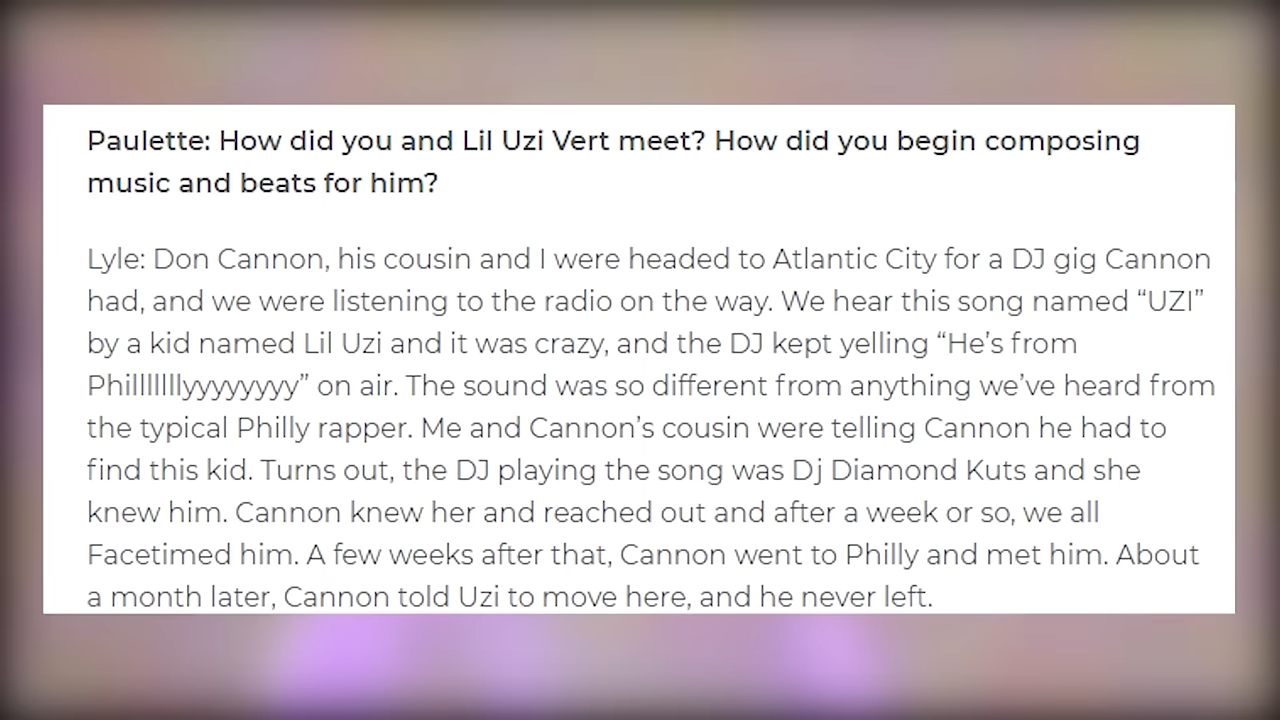 Paulette: How did you and Lil Uzi Vert meet? How did you begin composing
music and beats for him?
Lyle: Don Cannon, his cousin and I were headed to Atlantic City for a DJ gig Cannon
had, and we were listening to the radio on the way. We hear this song named “UZI”
by a kid named Lil Uzi and it was crazy, and the DJ kept yelling “He’s from
Philllllllyyyyyyyy” on air. The sound was so different from anything we’ve heard from
the typical Philly rapper. Me and Cannon’s cousin were telling Cannon he had to
find this kid. Turns out, the DJ playing the song was Dj Diamond Kuts and she
knew him. Cannon knew her and reached out and after a week or so, we all
Facetimed him. A few weeks after that, Cannon went to Philly and met him. About
a month later, Cannon told Uzi to move here, and he never left.